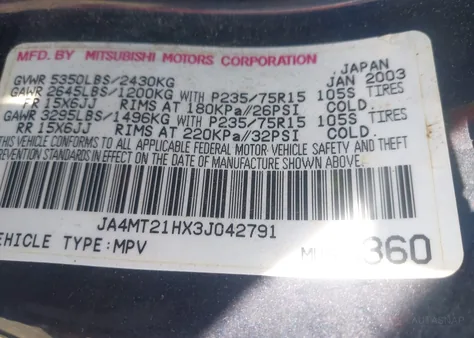 MFD. BY MITSUBISHI MOTORS CORPORATION
JAPAN
GVWR 5350LBS/2430KG JAN 2003
GAWR 2645LBS/1200KG WITH P235/75R15 105S TIRES
FR 15X6JJ RIMS AT 180KPa/26PSI COLD.
GAWR 3295LBS/1496KG WITH P235/75R15 105S TIRES
RR 15X6JJ RIMS AT 220KPa/32PSI COLD.
THIS VEHICLE CONFORMS TO ALL APPLICABLE FEDERAL MOTOR VEHICLE SAFETY AND THEFT
PREVENTION STANDARDS IN EFFECT ON THE DATE OF MANUFACTURE SHOWN ABOVE.
JA4MT21HX3J042791
VEHICLE TYPE:MPV 360